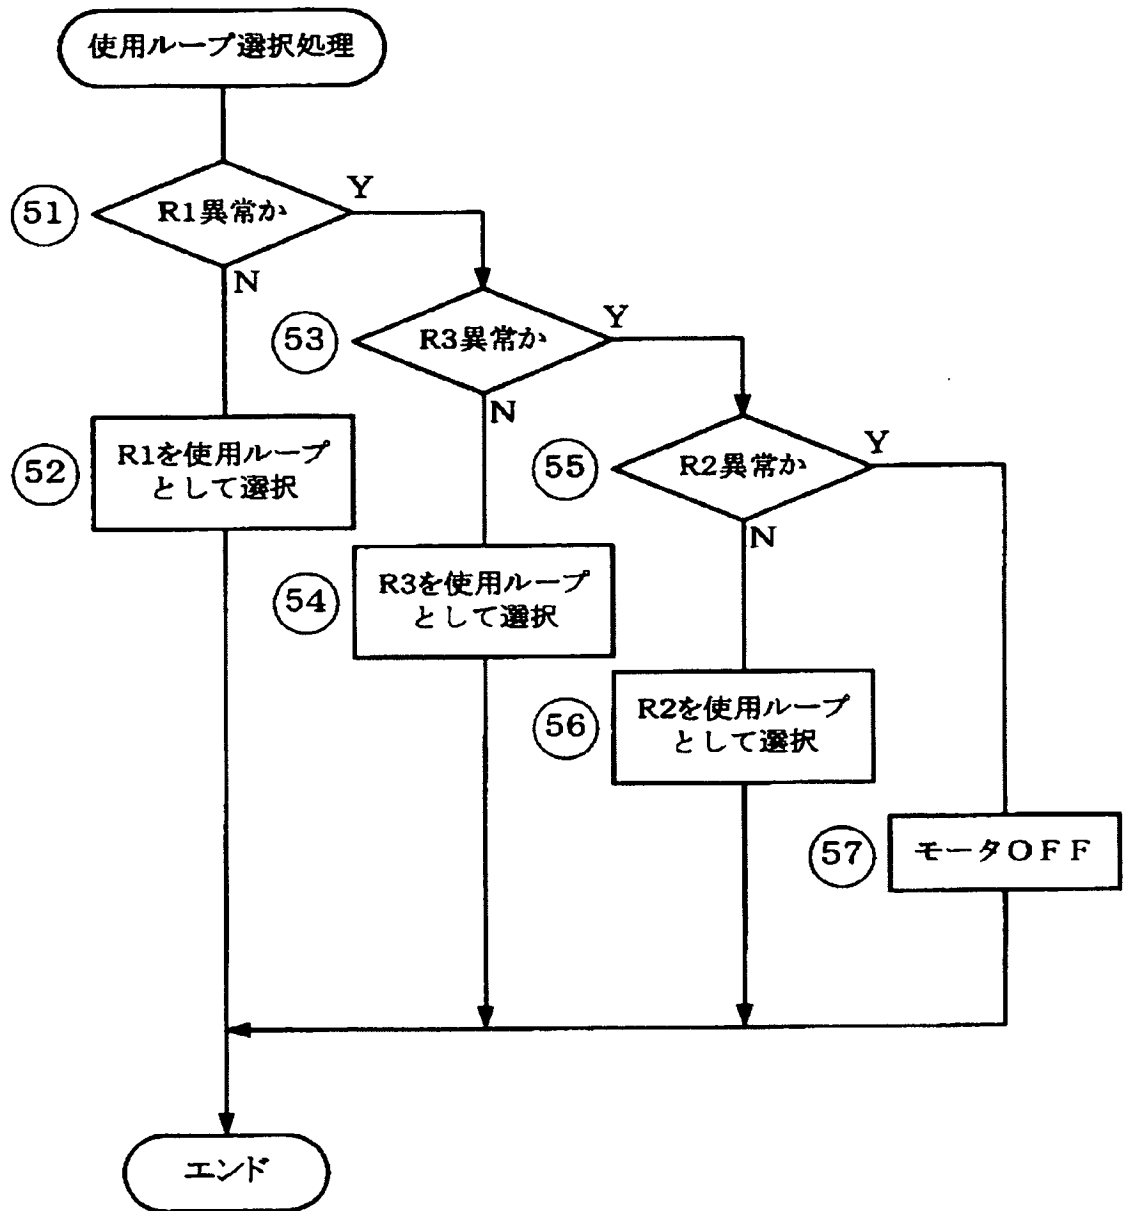 使用ループ選択処理
51
R1異常か
Y
N
53
R3異常か
Y
N
52
R1を使用ループ
として選択
55
R2異常か
Y
N
54
R3を使用ループ
として選択
56
R2を使用ループ
として選択
57
モータOFF
エンド